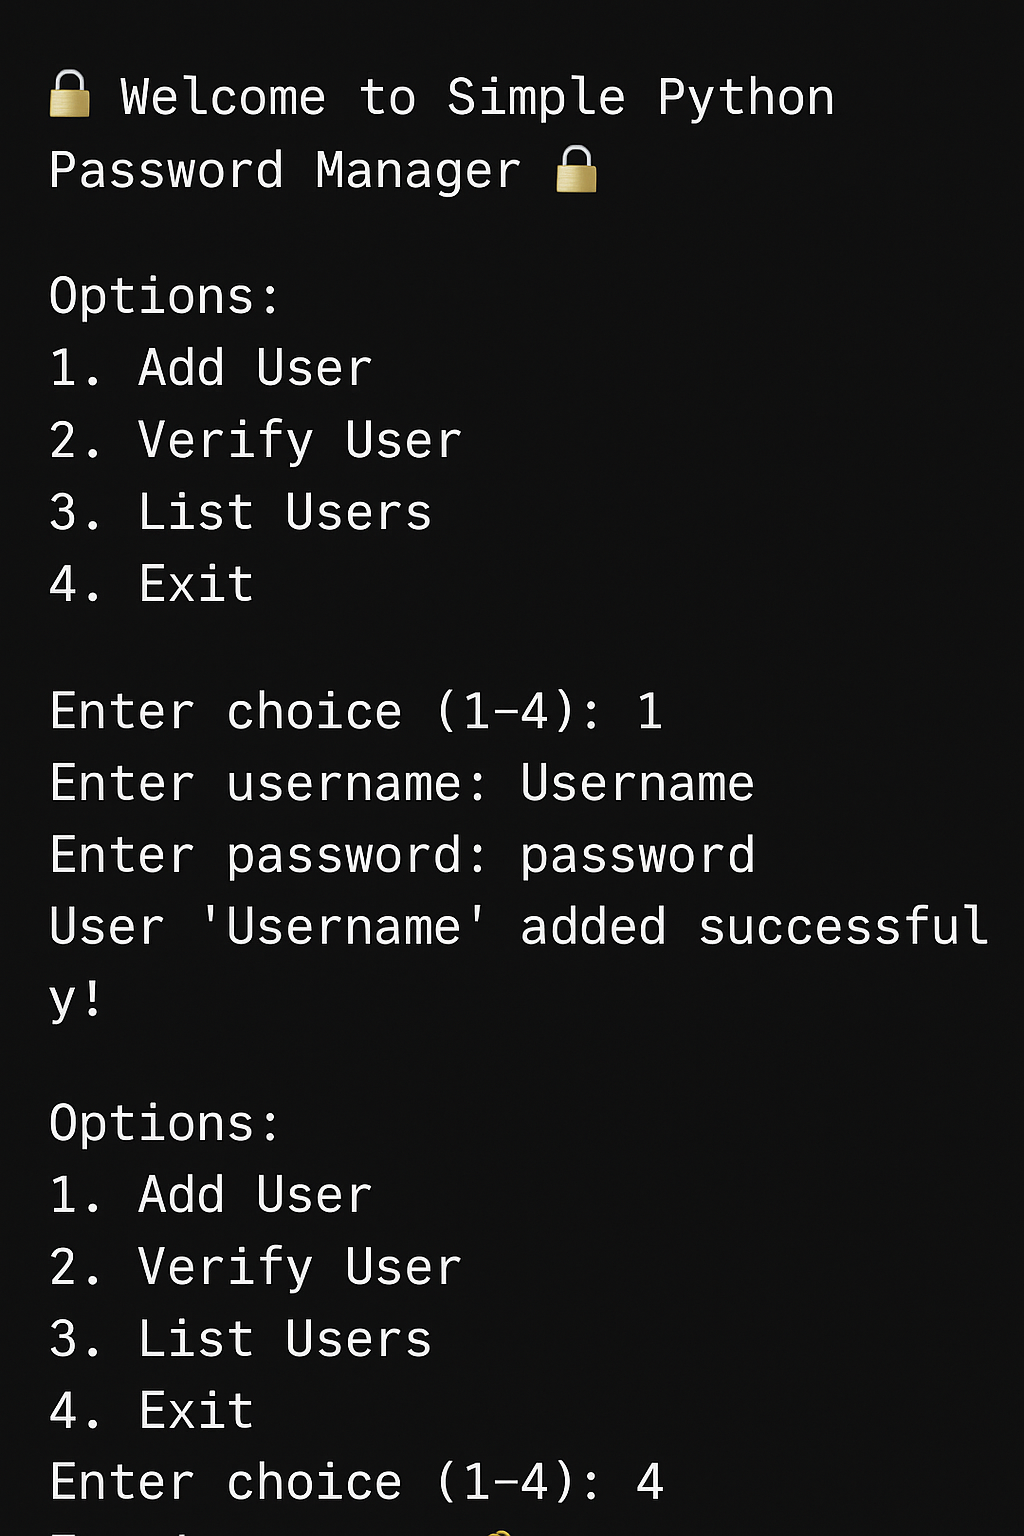 🔒 Welcome to Simple Python
Password Manager 🔒
Options:
1. Add User
2. Verify User
3. List Users
4. Exit
Enter choice (1–4): 1
Enter username: Username
Enter password: password
User 'Username' added successful
y!
Options:
1. Add User
2. Verify User
3. List Users
4. Exit
Enter choice (1–4): 4